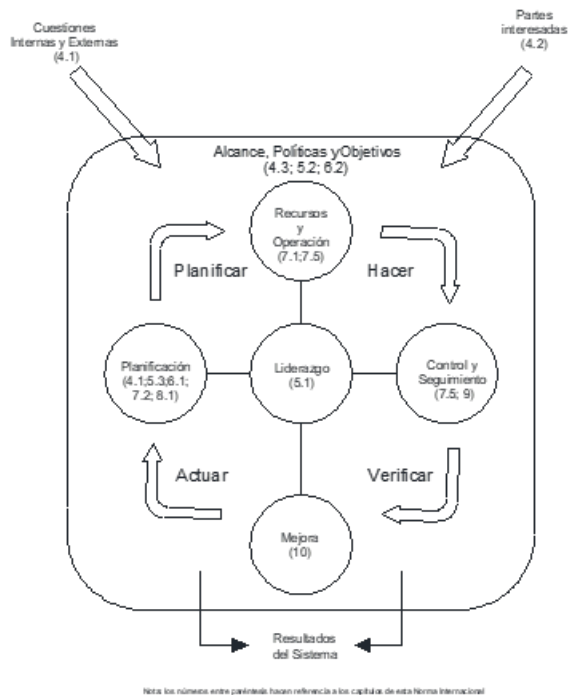 Cuestiones
Internas y Externas
(4.1)
Partes
interesadas
(4.2)
Alcance, Políticas yObjetivos
(4.3; 5.2; 6.2)
Recursos
y
Operación
(7.1;7.5)
Planificar
Hacer
Planificación
(4.1;5.3;6.1;
7.2; 8.1)
Liderazgo
(5.1)
Control y
Seguimiento
(7.5; 9)
Actuar
Verificar
Mejora
(10)
Resultados
del Sistema
Nota: los números entre paréntesis hacen referencia a los capítulos de esta Norma Internacional